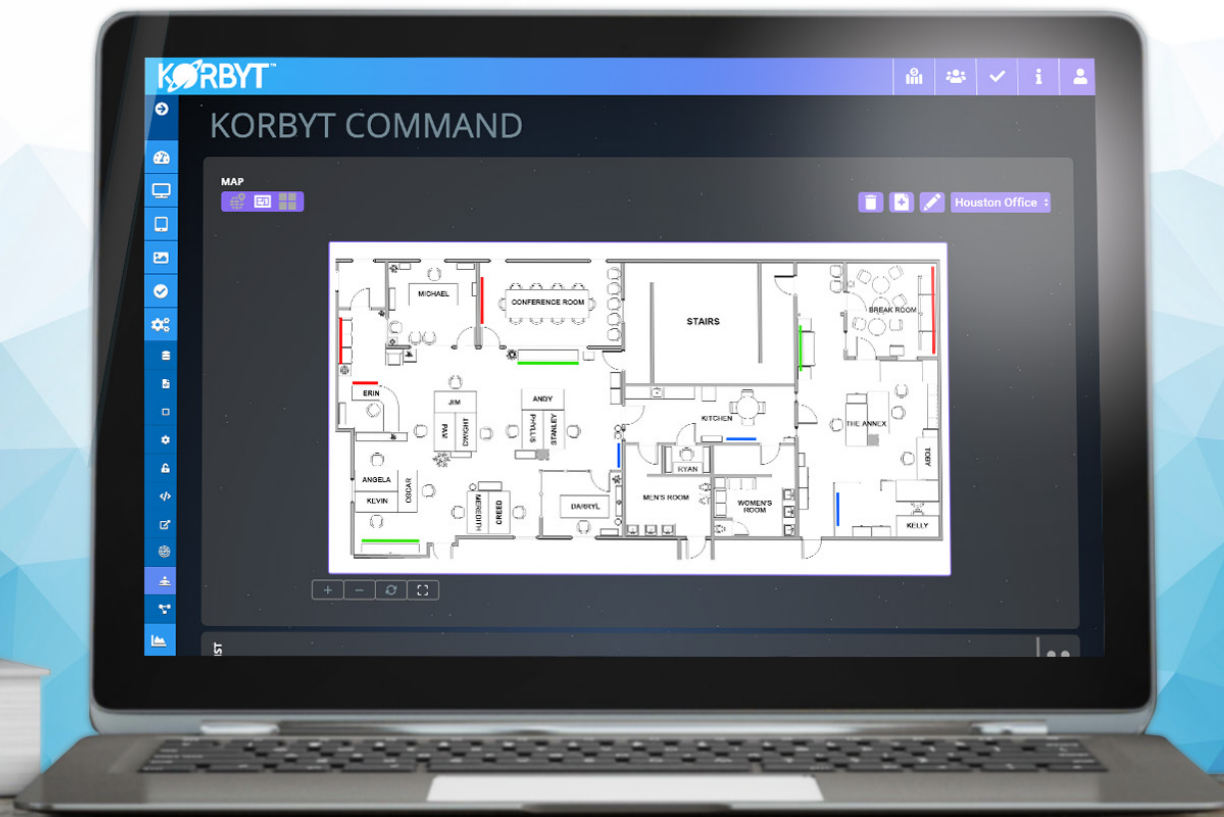 KORBYT™
KORBYT COMMAND
MAP
Houston Office
MICHAEL
CONFERENCE ROOM
STAIRS
BREAK ROOM
ERIN
JIM
PAM
DWIGHT
ANDY
PHYLLIS
STANLEY
KITCHEN
THE ANNEX
TOBY
RYAN
ANGELA
KEVIN
OSCAR
MEREDITH
CREED
DARRYL
MEN'S ROOM
WOMEN'S
ROOM
KELLY